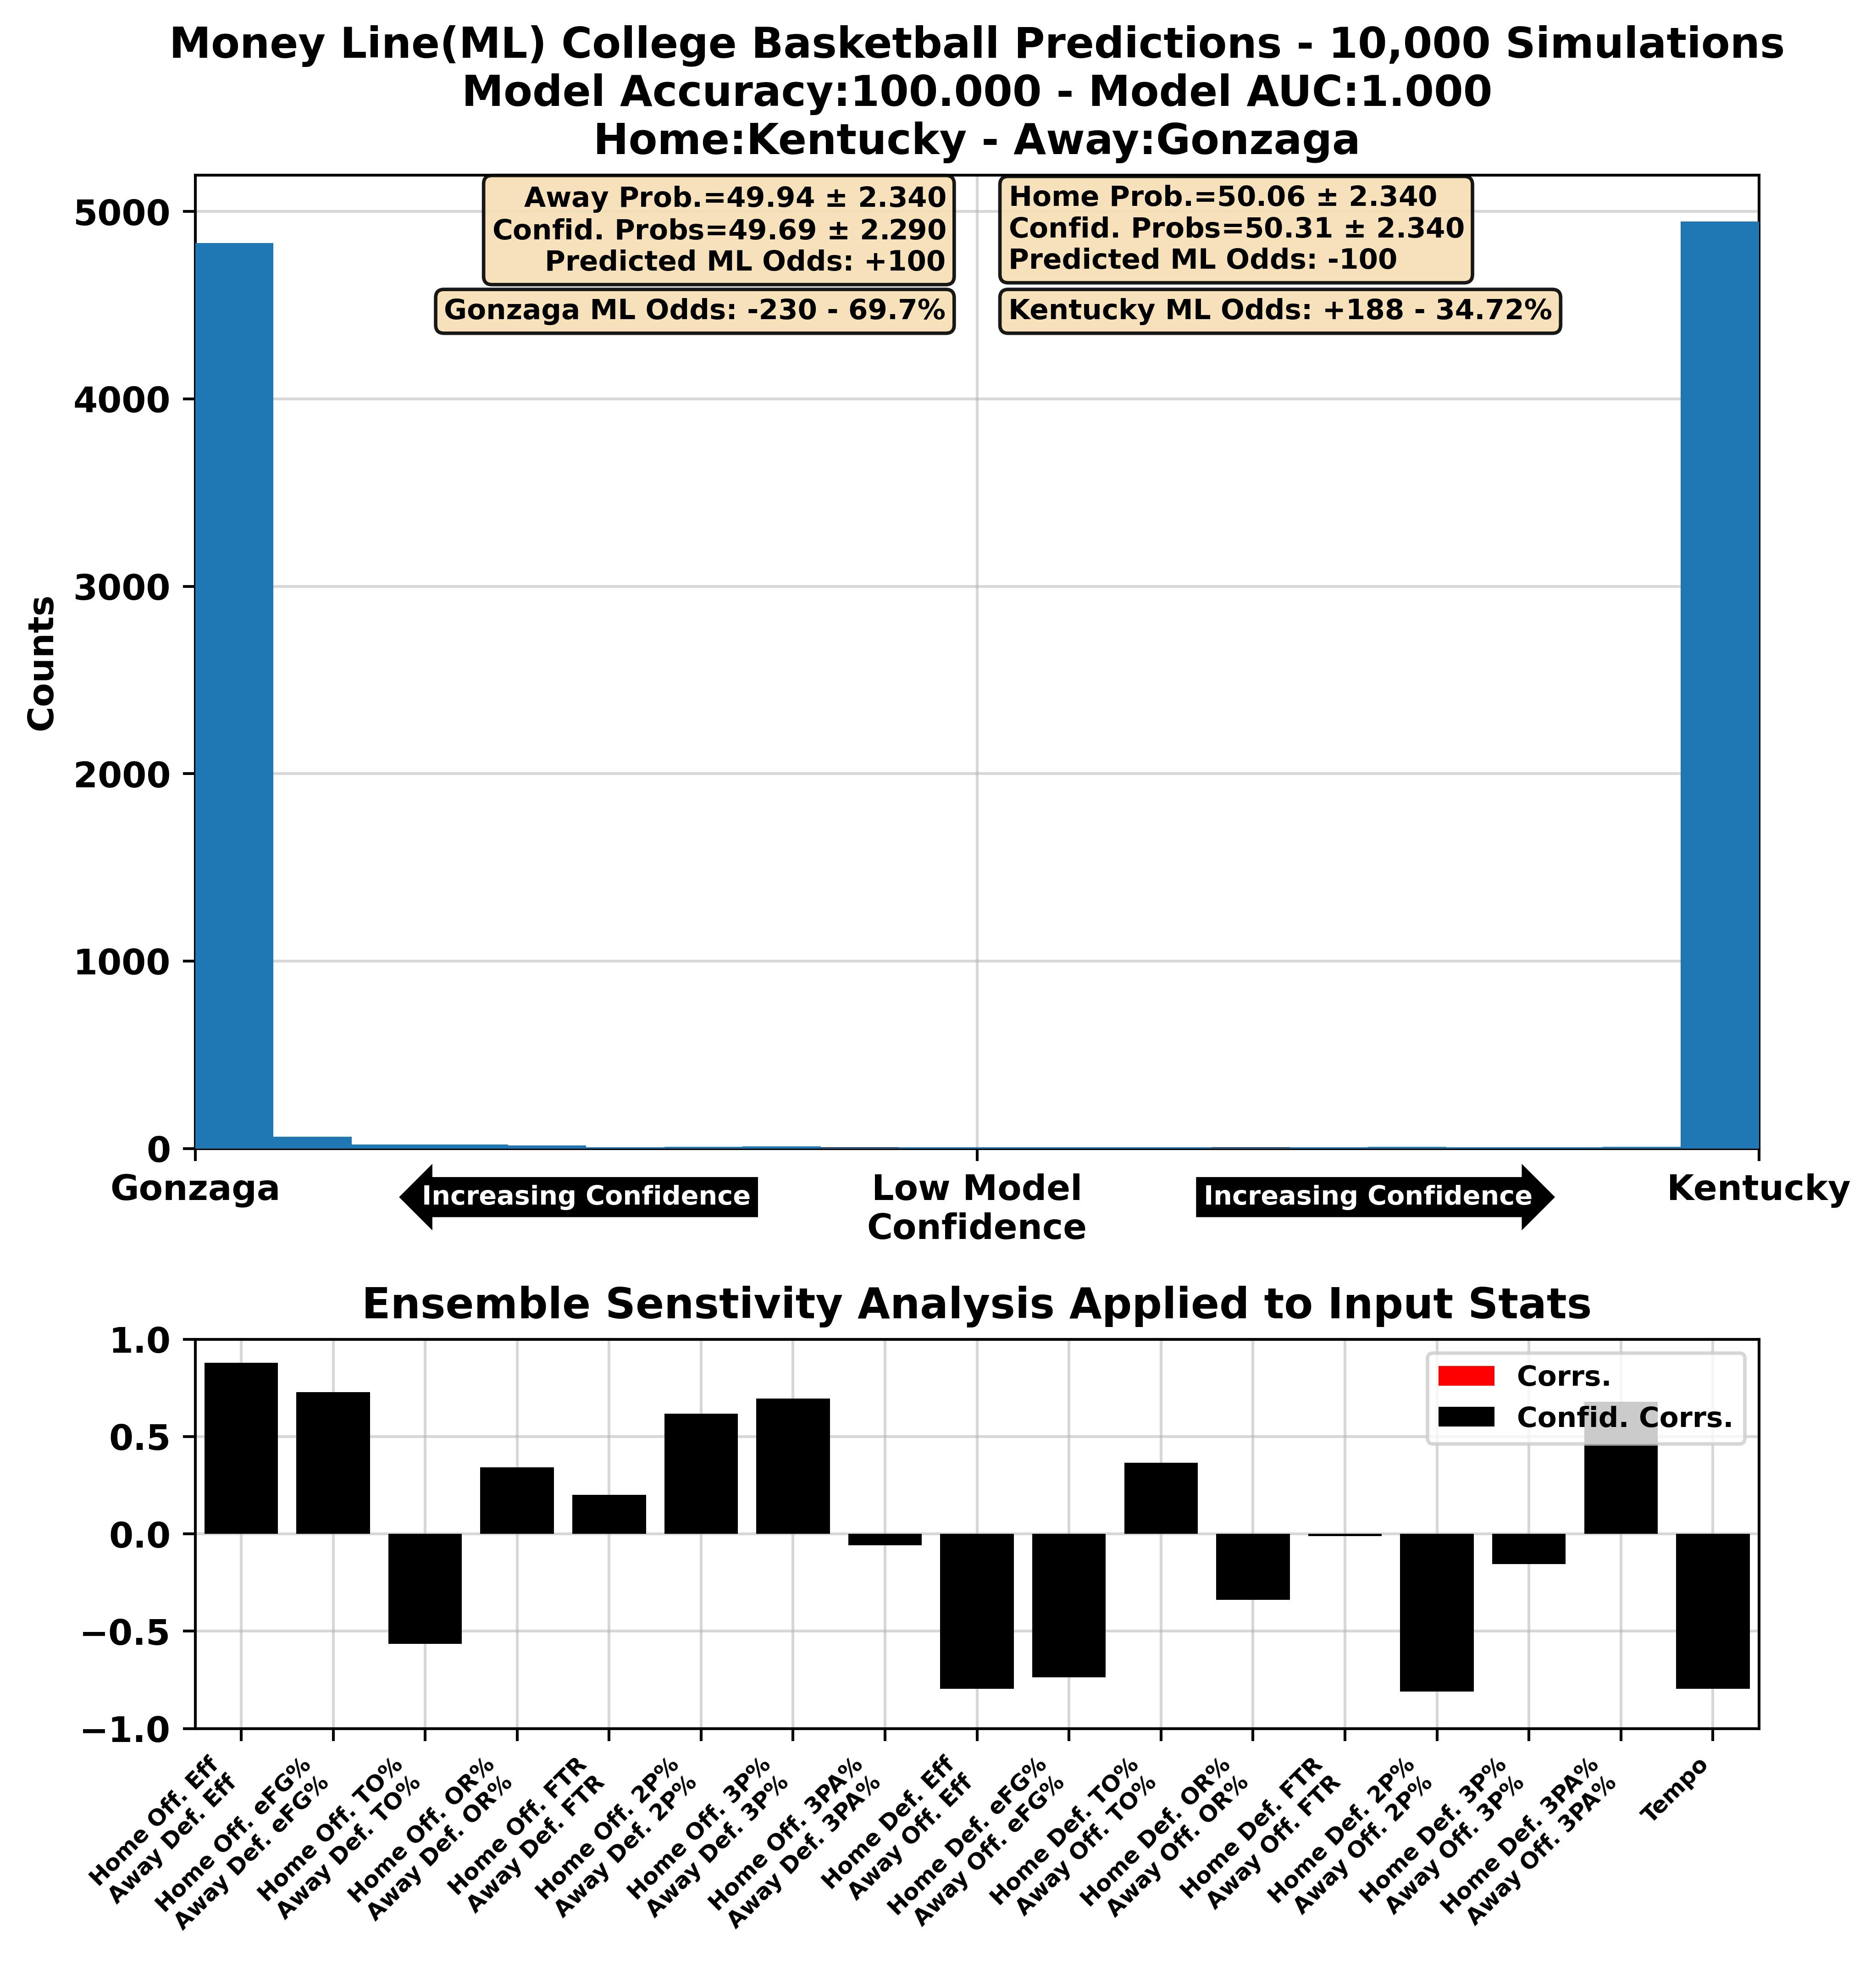 Money Line(ML) College Basketball Predictions - 10,000 Simulations
Model Accuracy:100.000 - Model AUC:1.000
Home:Kentucky - Away:Gonzaga
Away Prob.=49.94 ± 2.340
Confid. Probs=49.69 ± 2.290
Predicted ML Odds: +100
Gonzaga ML Odds: -230 - 69.7%
Home Prob.=50.06 ± 2.340
Confid. Probs=50.31 ± 2.340
Predicted ML Odds: -100
Kentucky ML Odds: +188 - 34.72%
5000
4000
3000
2000
1000
0
Counts
Gonzaga
Increasing Confidence
Low Model
Confidence
Increasing Confidence
Kentucky
Ensemble Senstivity Analysis Applied to Input Stats
1.0
0.5
0.0
−0.5
−1.0
Corrs.
Confid. Corrs.
Home Off. Eff
Away Def. Eff
Home Off. eFG%
Away Def. eFG%
Home Off. TO%
Away Def. TO%
Home Off. OR%
Away Def. OR%
Home Off. FTR
Away Def. FTR
Home Off. 2P%
Away Def. 2P%
Home Off. 3P%
Away Def. 3P%
Home Off. 3PA%
Away Def. 3PA%
Home Def. Eff
Away Off. Eff
Home Def. eFG%
Away Off. eFG%
Home Def. TO%
Away Off. TO%
Home Def. OR%
Away Off. OR%
Home Def. FTR
Away Off. FTR
Home Def. 2P%
Away Off. 2P%
Home Def. 3P%
Away Off. 3P%
Home Def. 3PA%
Away Off. 3PA%
Tempo